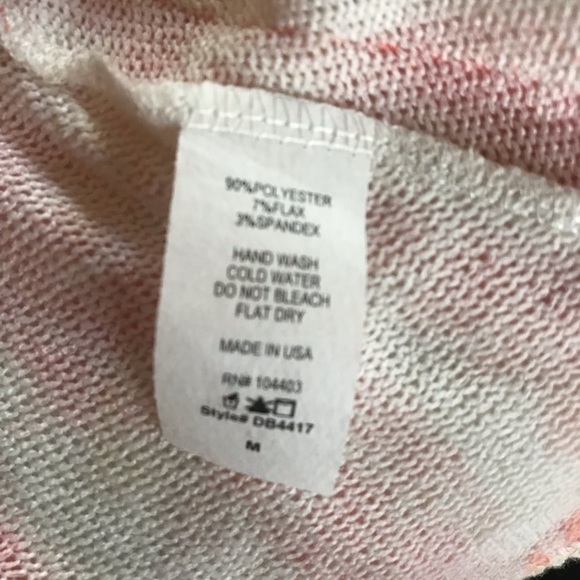 90%POLYESTER
7%FLAX
3%SPANDEX
HAND WASH
COLD WATER
DO NOT BLEACH
FLAT DRY
MADE IN USA
RN# 104403
Style# DB4417
M